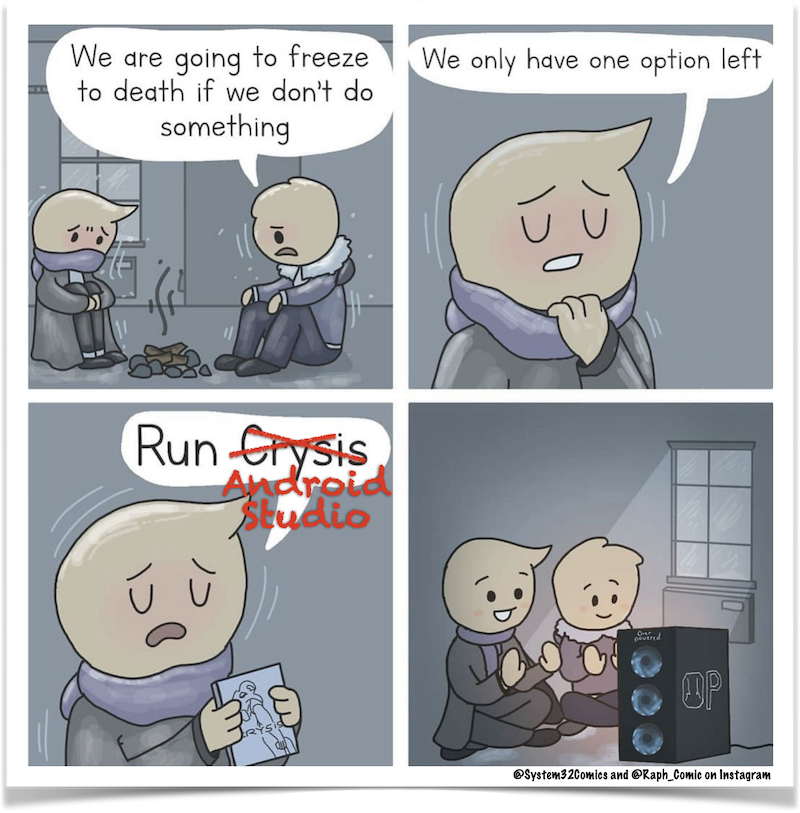 We are going to freeze
to death if we don't do
something
We only have one option left
Run Crysis
Android
Studio
CRYSIS
Over
powered
OP
@System32Comics and @Raph_Comic on Instagram